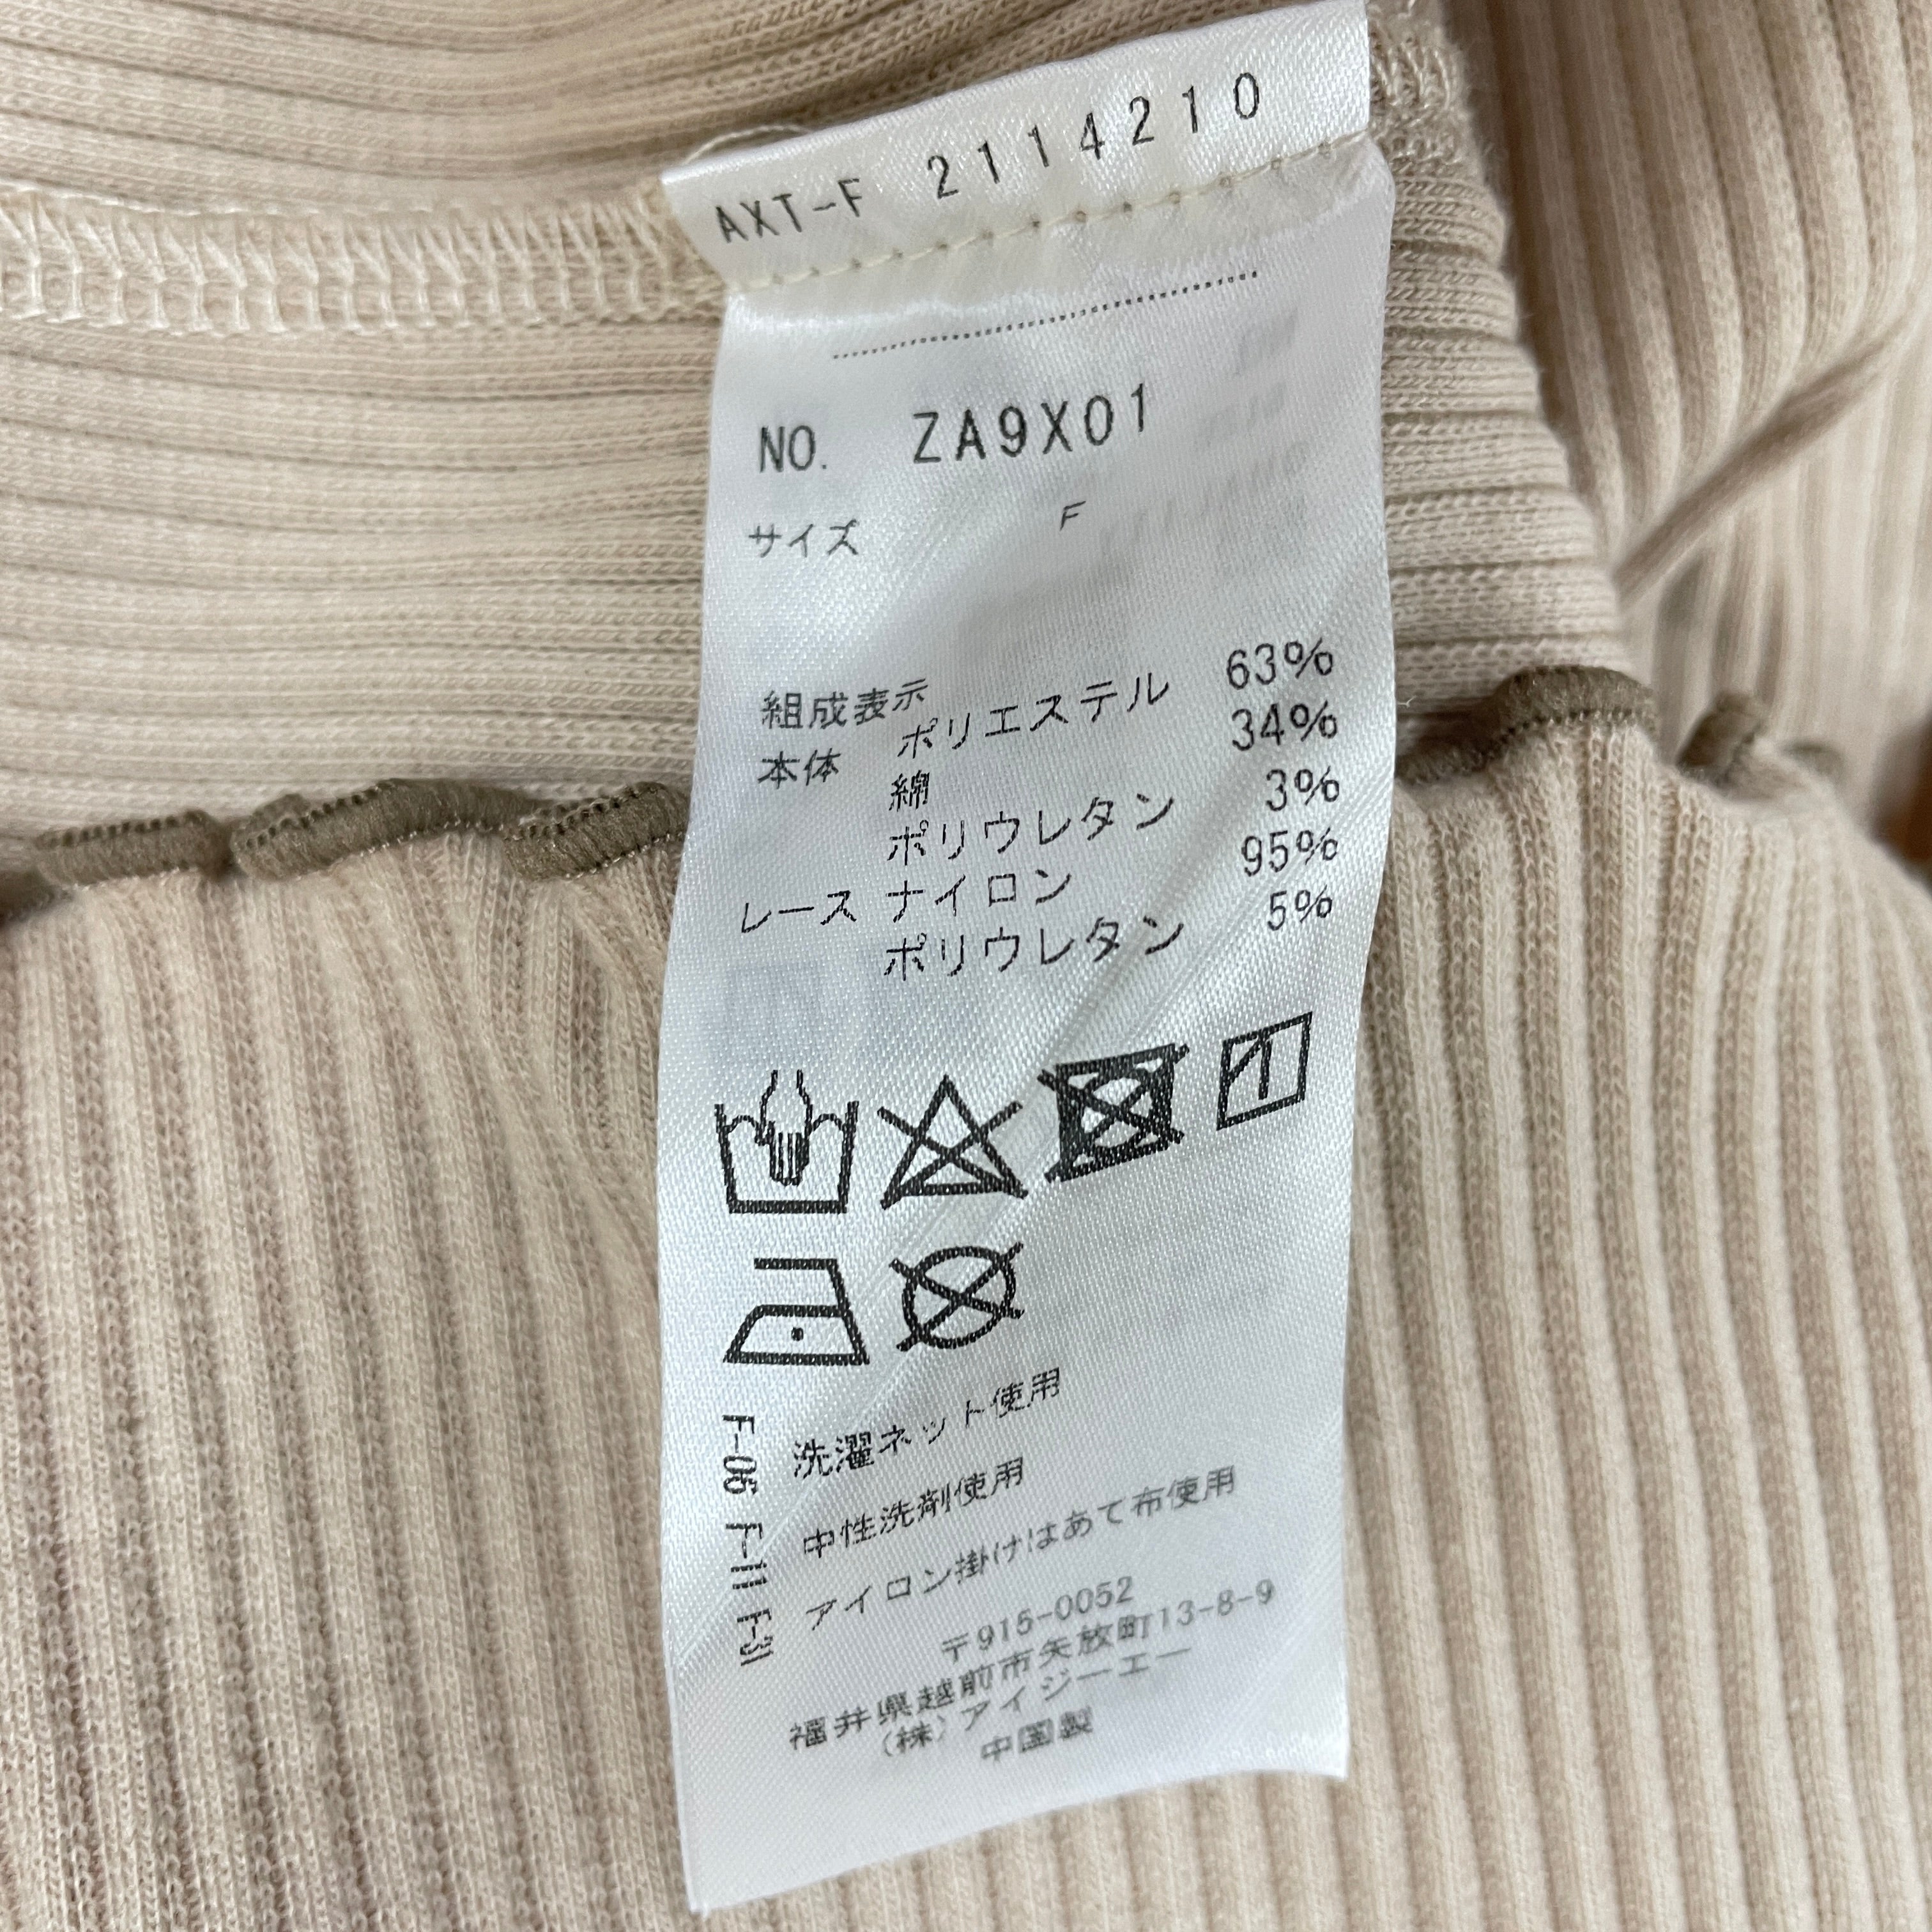 AXT-F 2114210
NO. ZA9X01
サイズ F
組成表示
本体 ポリエステル 63%
綿 34%
ポリウレタン 3%
レース ナイロン 95%
ポリウレタン 5%
F-06 洗濯ネット使用
F-11 中性洗剤使用
F-31 アイロン掛けはあて布使用
〒915-0052
福井県越前市矢放町13-8-9
(株)アイジーエー
中国製